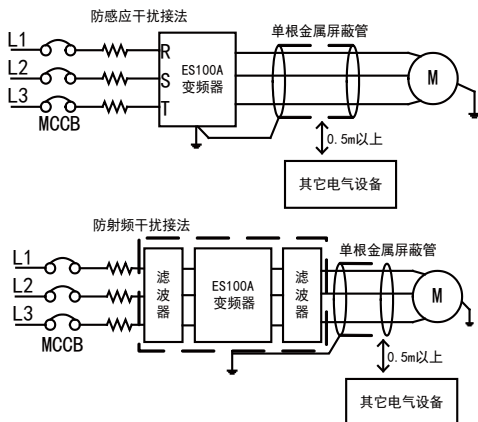 防感应干扰接法
单根金属屏蔽管
L1
L2
L3
MCCB
R
S
T
ES100A
变频器
M
0.5m以上
其它电气设备
防射频干扰接法
单根金属屏蔽管
L1
L2
L3
MCCB
滤波器
ES100A
变频器
滤波器
M
0.5m以上
其它电气设备